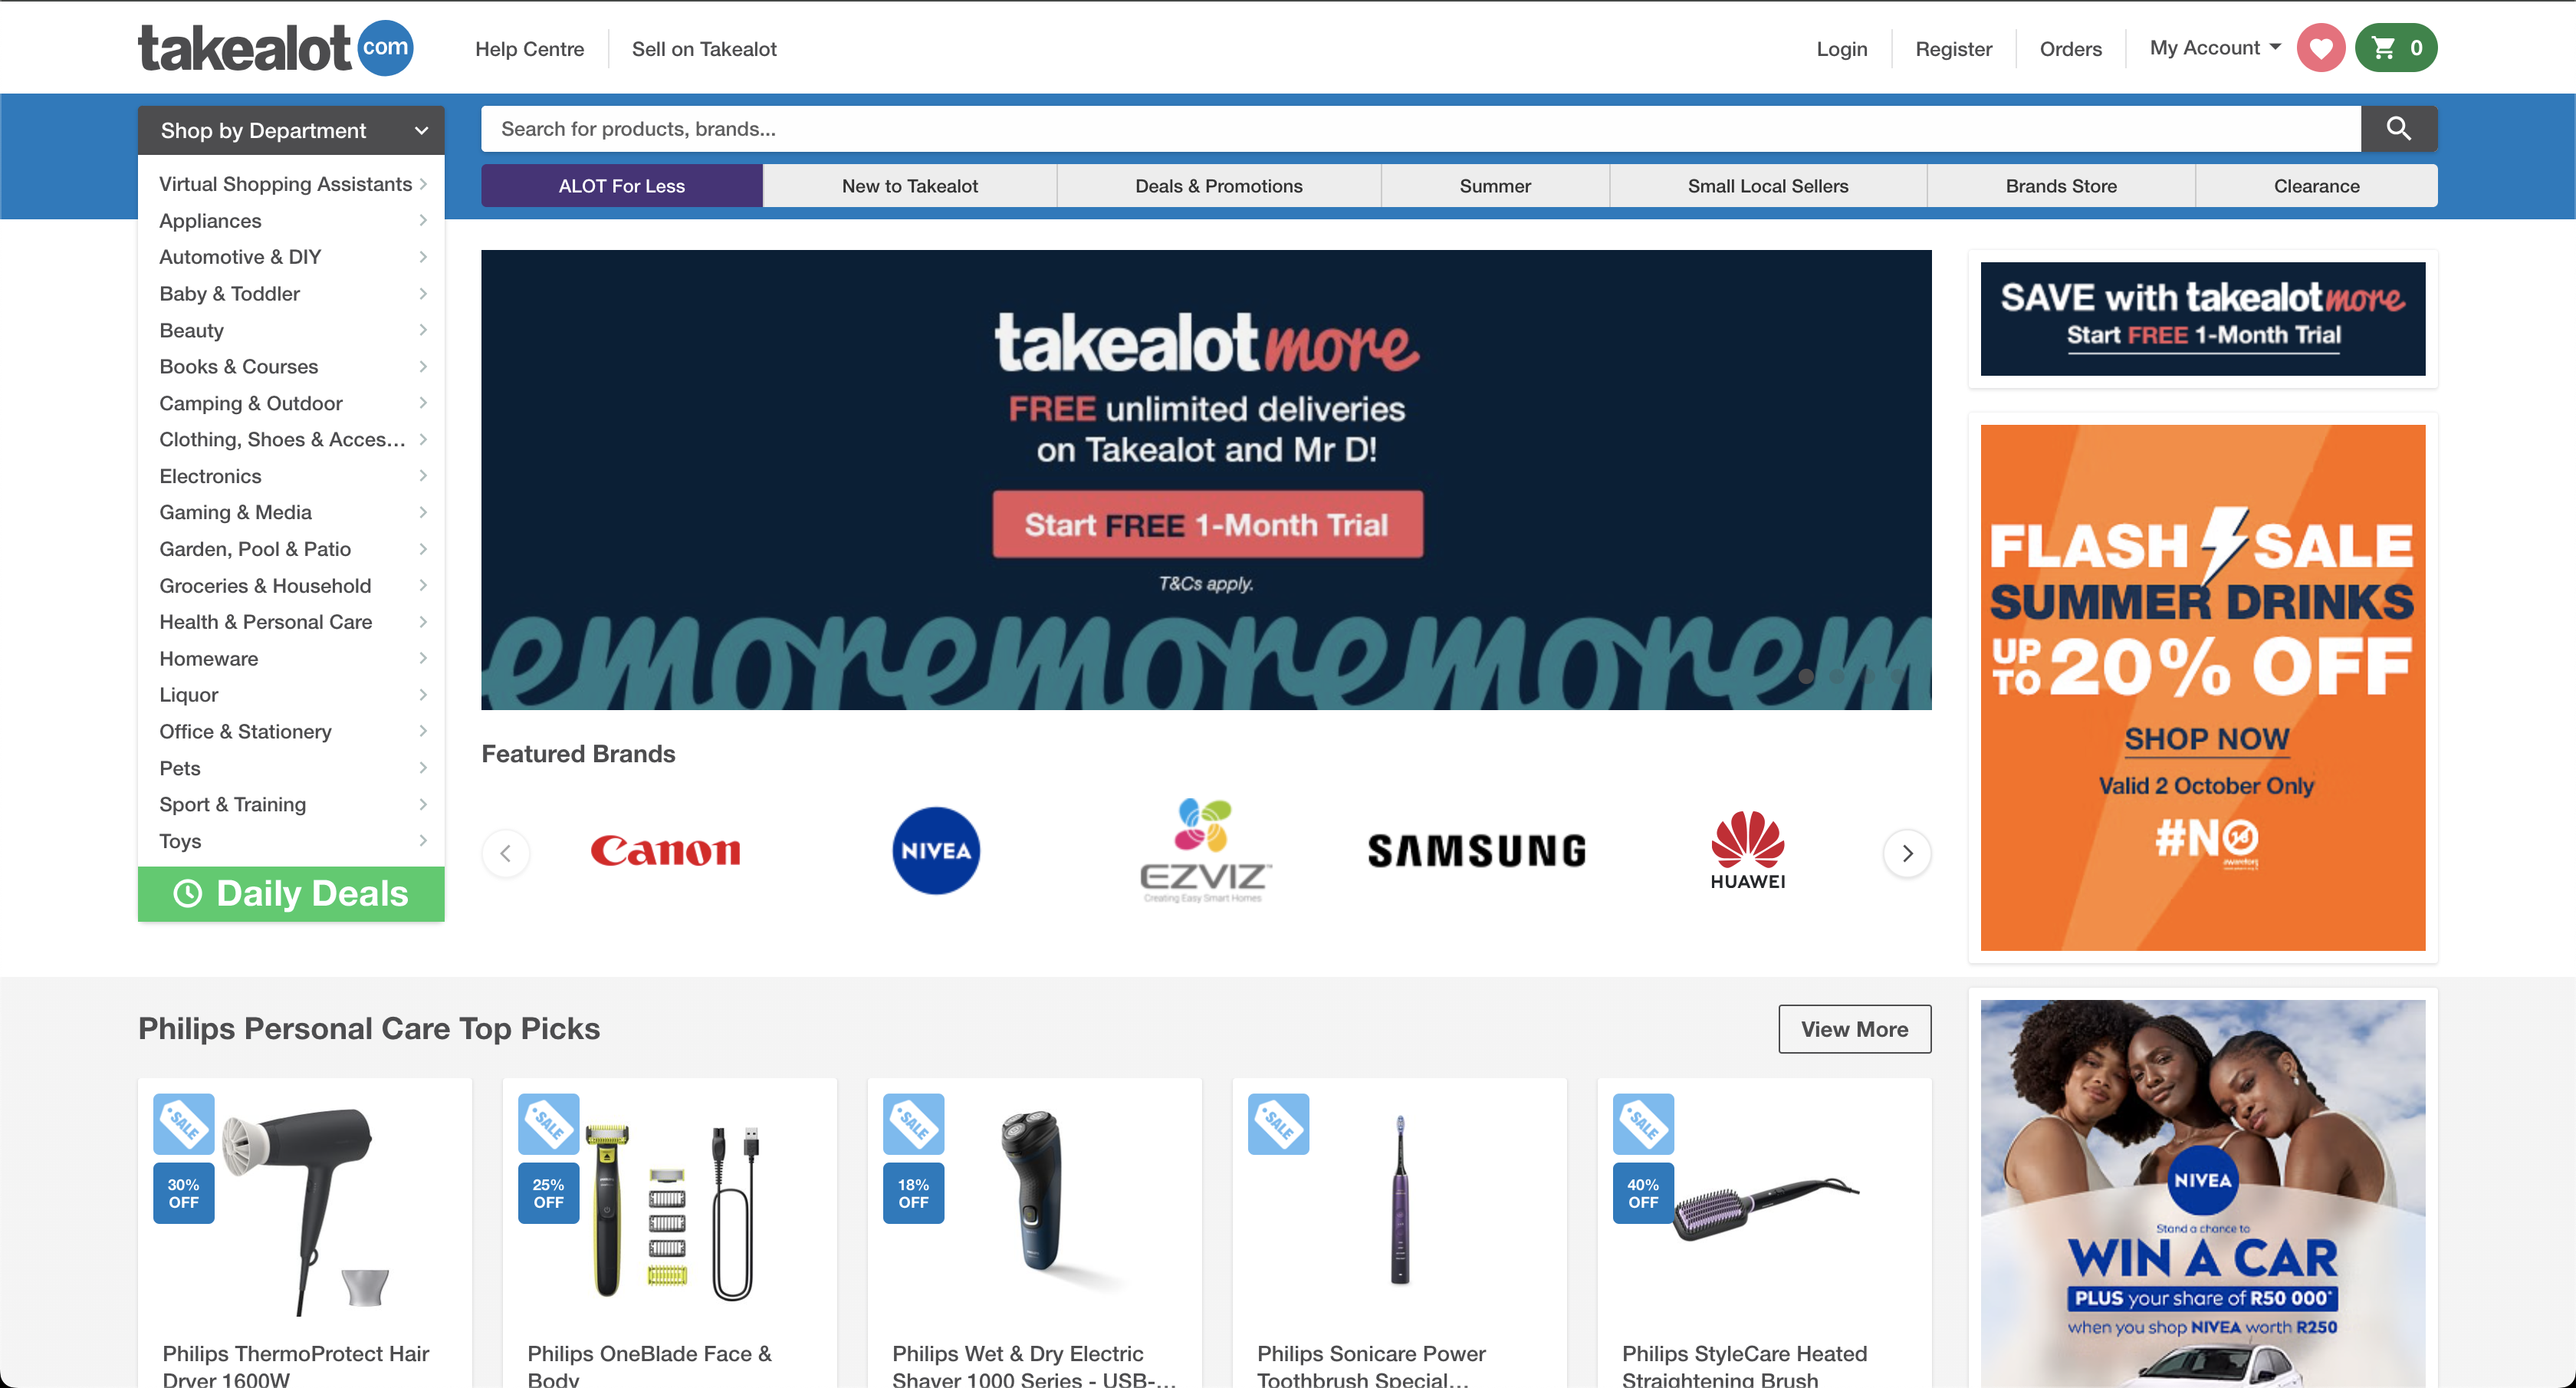 takealot com
Help Centre
Sell on Takealot
Login
Register
Orders
My Account
0
Shop by Department
Search for products, brands...
ALOT For Less
New to Takealot
Deals & Promotions
Summer
Small Local Sellers
Brands Store
Clearance
Virtual Shopping Assistants
Appliances
Automotive & DIY
Baby & Toddler
Beauty
Books & Courses
Camping & Outdoor
Clothing, Shoes & Acces...
Electronics
Gaming & Media
Garden, Pool & Patio
Groceries & Household
Health & Personal Care
Homeware
Liquor
Office & Stationery
Pets
Sport & Training
Toys
Daily Deals
takealot more
FREE unlimited deliveries
on Takealot and Mr D!
Start FREE 1-Month Trial
T&Cs apply.
emoremoremorem
SAVE with takealot more
Start FREE 1-Month Trial
FLASH SALE
SUMMER DRINKS
UP TO 20% OFF
SHOP NOW
Valid 2 October Only
#NO
18
Featured Brands
Canon
NIVEA
EZVIZ
Creating Easy Smart Homes
SAMSUNG
HUAWEI
Philips Personal Care Top Picks
View More
SALE
30%
OFF
Philips ThermoProtect Hair
Dryer 1600W
SALE
25%
OFF
Philips OneBlade Face &
Body
SALE
18%
OFF
Philips Wet & Dry Electric
Shaver 1000 Series - USB-...
SALE
Philips Sonicare Power
Toothbrush Special...
SALE
40%
OFF
Philips StyleCare Heated
Straightening Brush
NIVEA
Stand a chance to
WIN A CAR
PLUS your share of R50 000*
when you shop NIVEA worth R250